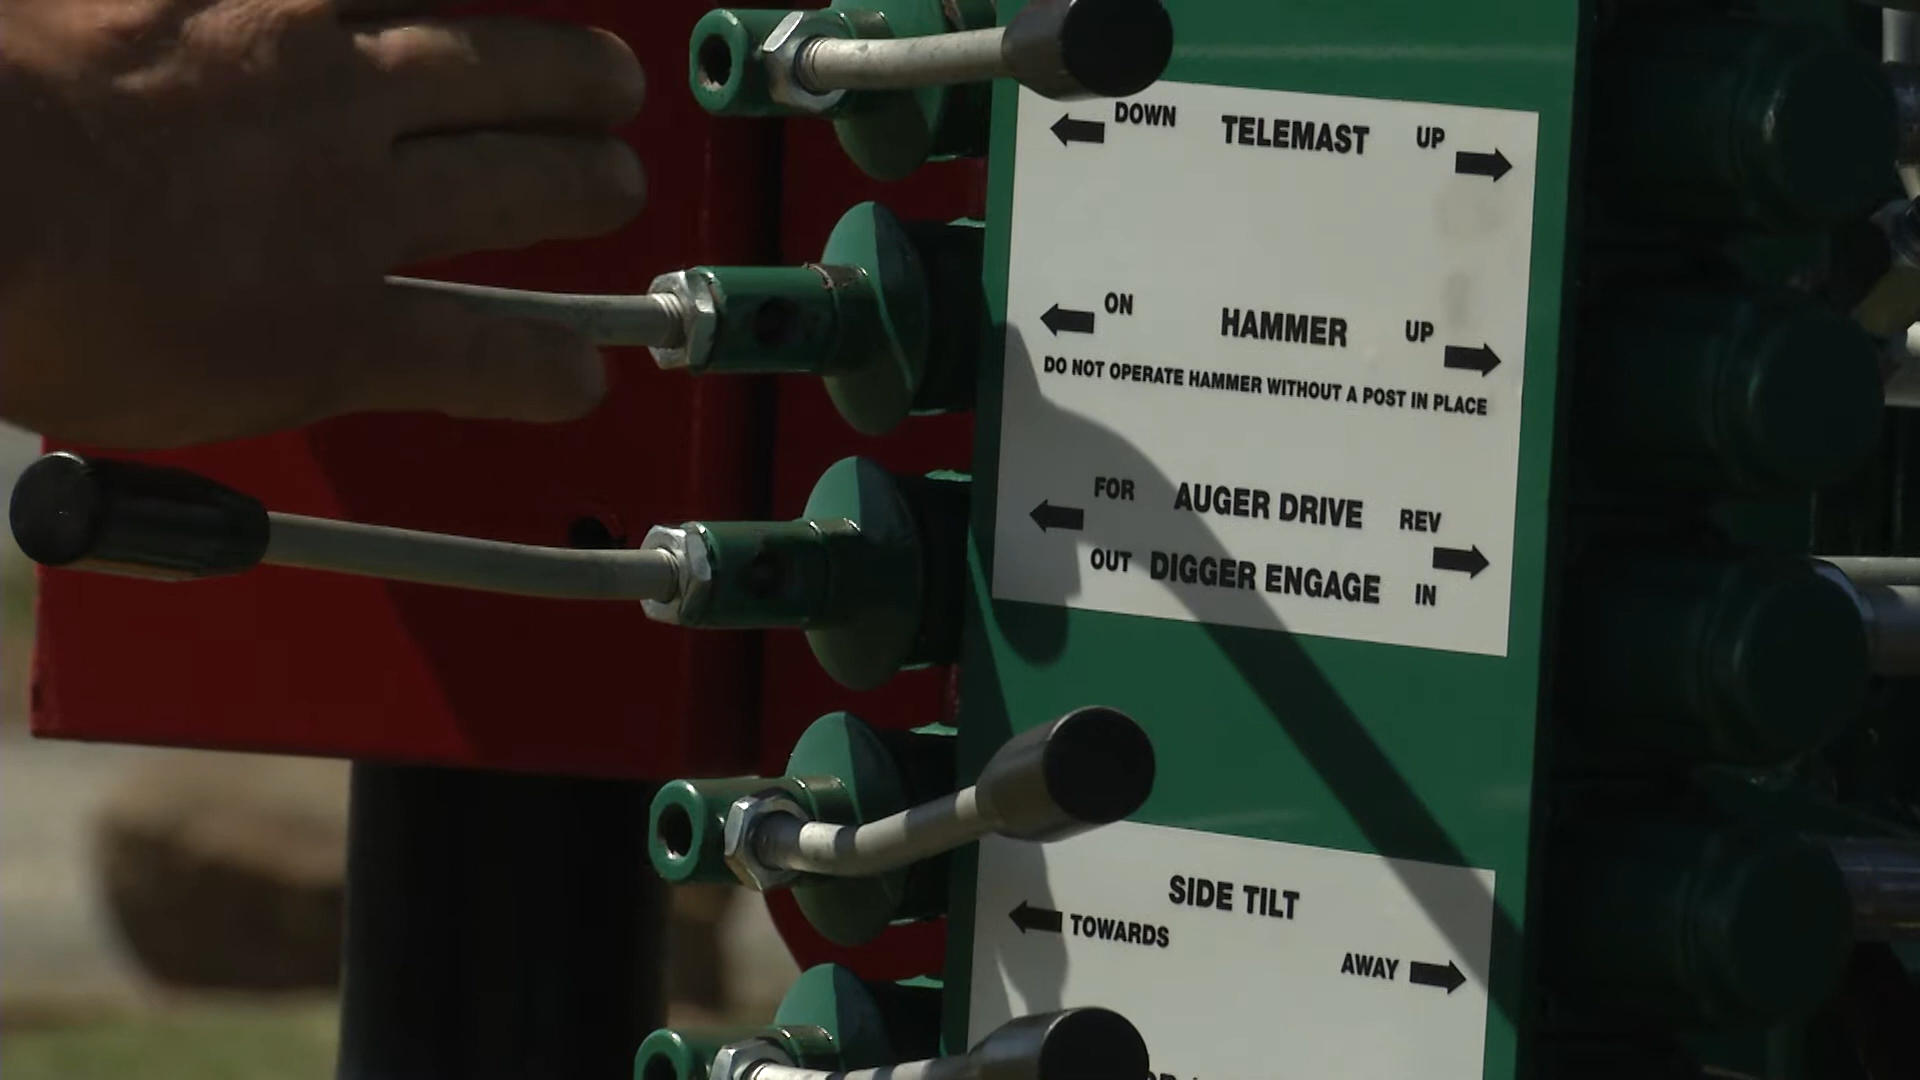 DOWN TELEMAST UP
ON HAMMER UP
DO NOT OPERATE HAMMER WITHOUT A POST IN PLACE
FOR AUGER DRIVE REV
OUT DIGGER ENGAGE IN
SIDE TILT
TOWARDS
AWAY